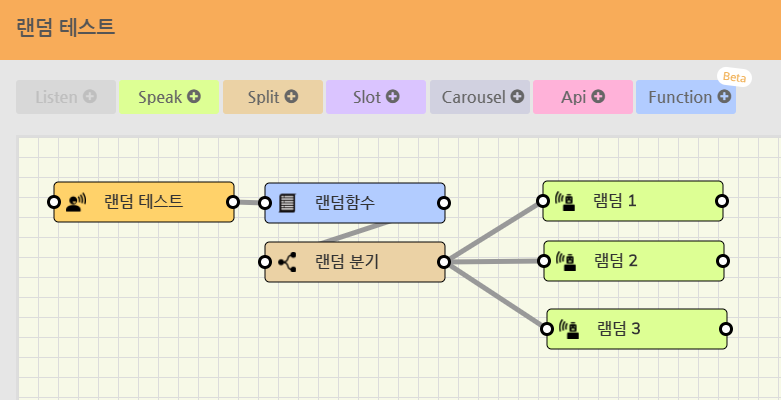 랜덤 테스트
Beta
Listen
Speak
Split
Slot
Carousel
Api
Function
랜덤 테스트
랜덤함수
랜덤 분기
램덤 1
램덤 2
램덤 3